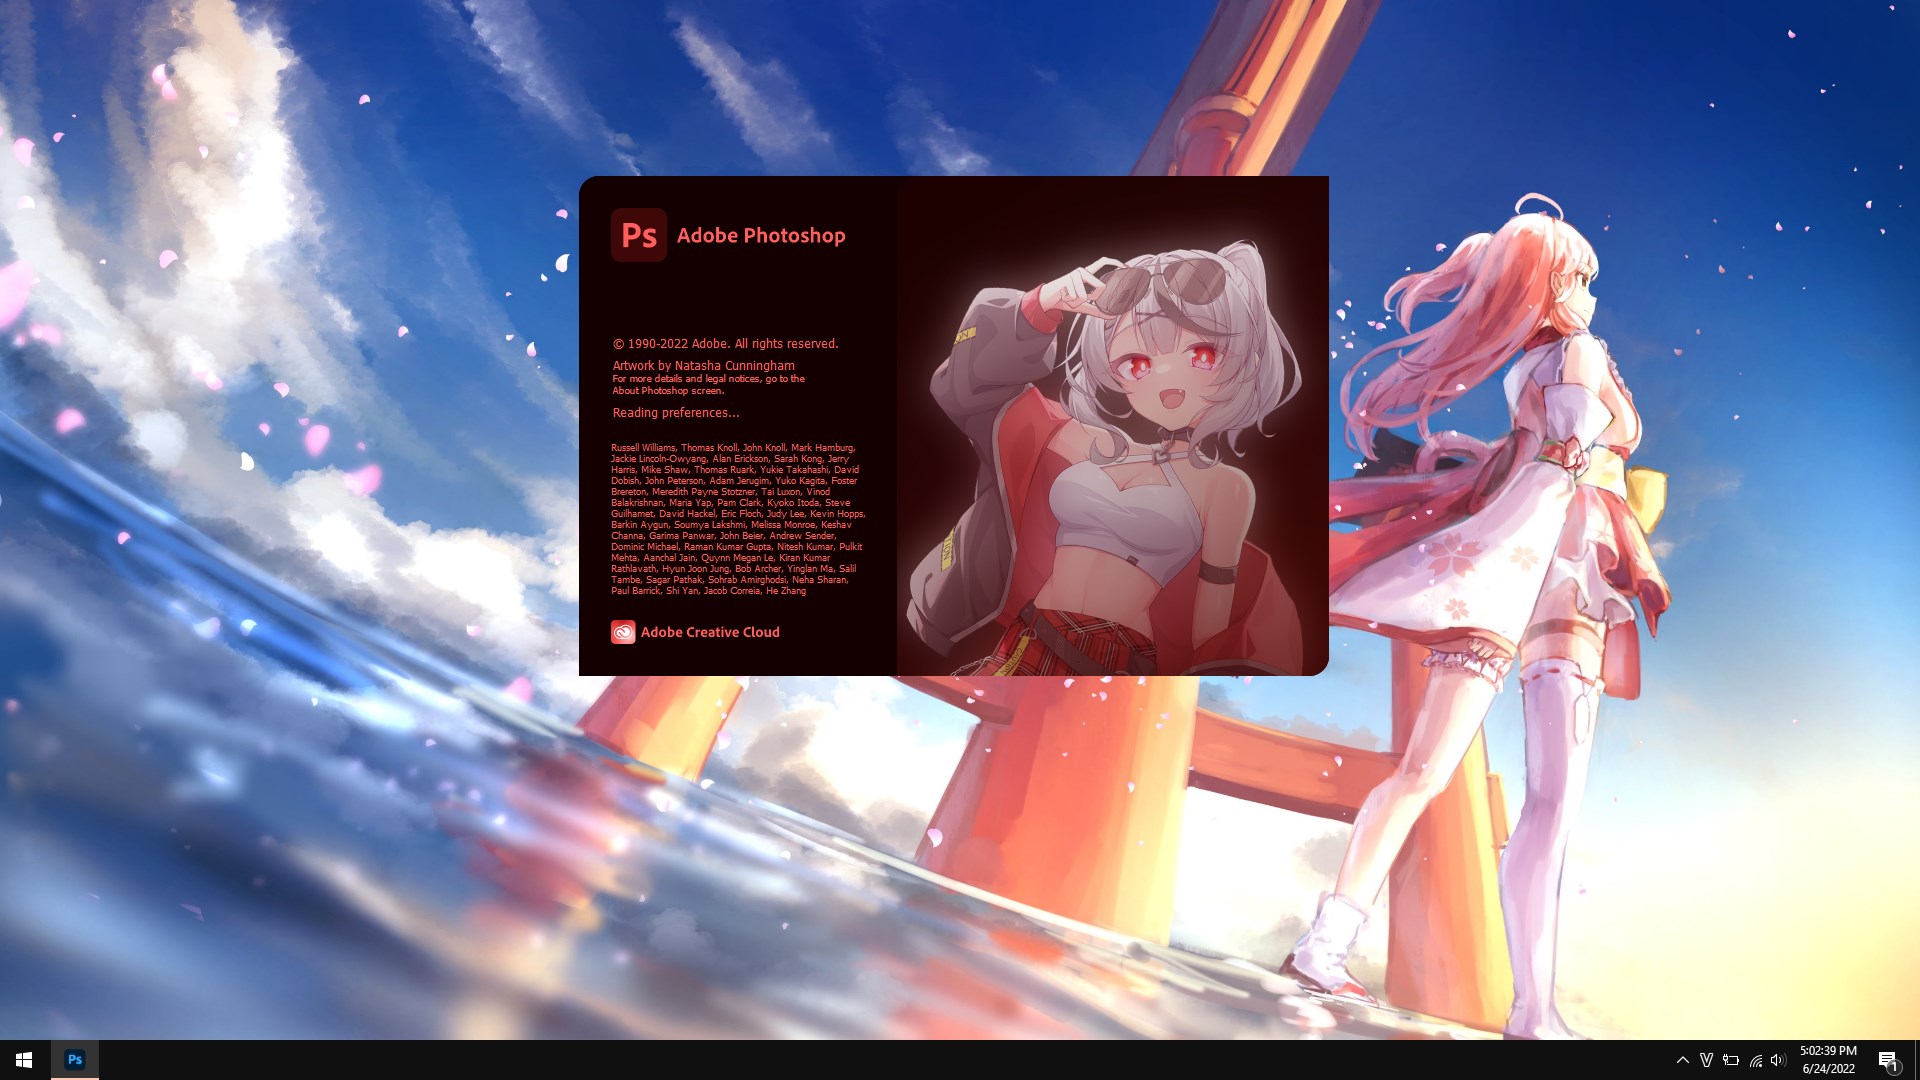 Ps Adobe Photoshop
© 1990-2022 Adobe. All rights reserved.
Artwork by Natasha Cunningham
For more details and legal notices, go to the
About Photoshop screen.
Reading preferences...
Russell Williams, Thomas Knoll, John Knoll, Mark Hamburg,
Jackie Lincoln-Owyang, Alan Erickson, Sarah Kong, Jerry
Harris, Mike Shaw, Thomas Ruark, Yukie Takahashi, David
Dobish, John Peterson, Adam Jerugim, Yuko Kagita, Foster
Brereton, Meredith Payne Stotzner, Tai Luxon, Vinod
Balakrishnan, Maria Yap, Pam Clark, Kyoko Itoda, Steve
Guilhamet, David Hackel, Eric Floch, Judy Lee, Kevin Hopps,
Barkin Aygun, Soumya Lakshmi, Melissa Monroe, Keshav
Channa, Garima Panwar, John Beier, Andrew Sender,
Dominic Michael, Raman Kumar Gupta, Nitesh Kumar, Pulkit
Mehta, Aanchal Jain, Quynn Megan Le, Kiran Kumar
Rathlavath, Hyun Joon Jung, Bob Archer, Yinglan Ma, Salil
Tambe, Sagar Pathak, Sohrab Amirghodsi, Neha Sharan,
Paul Barrick, Shi Yan, Jacob Correia, He Zhang
Adobe Creative Cloud
Ps
5:02:39 PM
6/24/2022
1